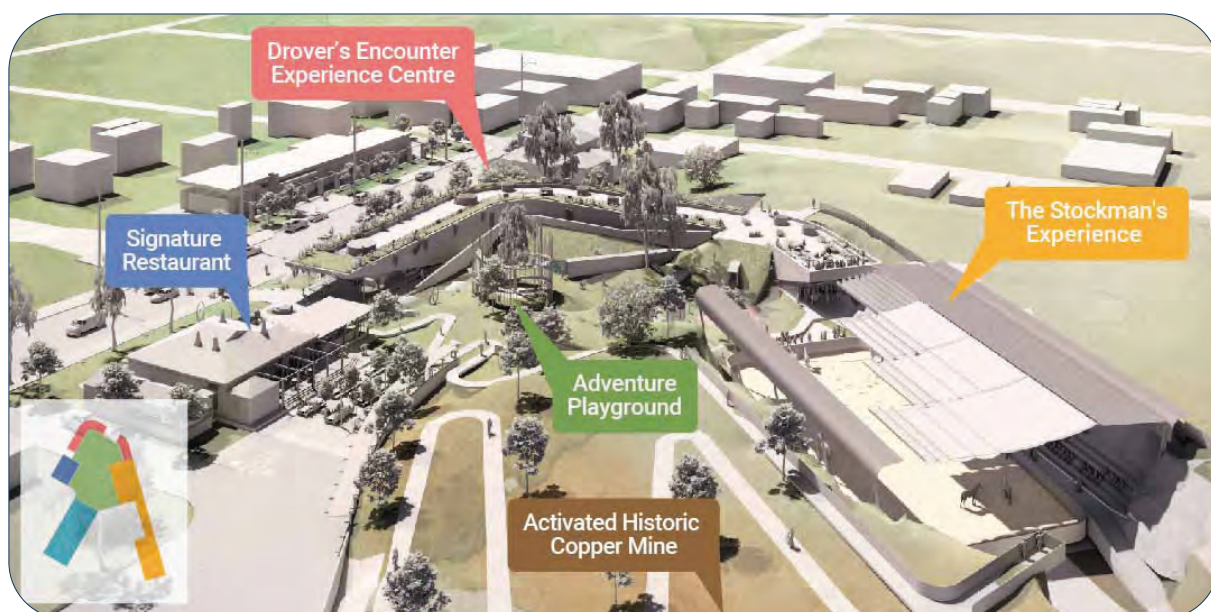 Drover's Encounter
Experience Centre
The Stockman's
Experience
Signature
Restaurant
Adventure
Playground
Activated Historic
Copper Mine